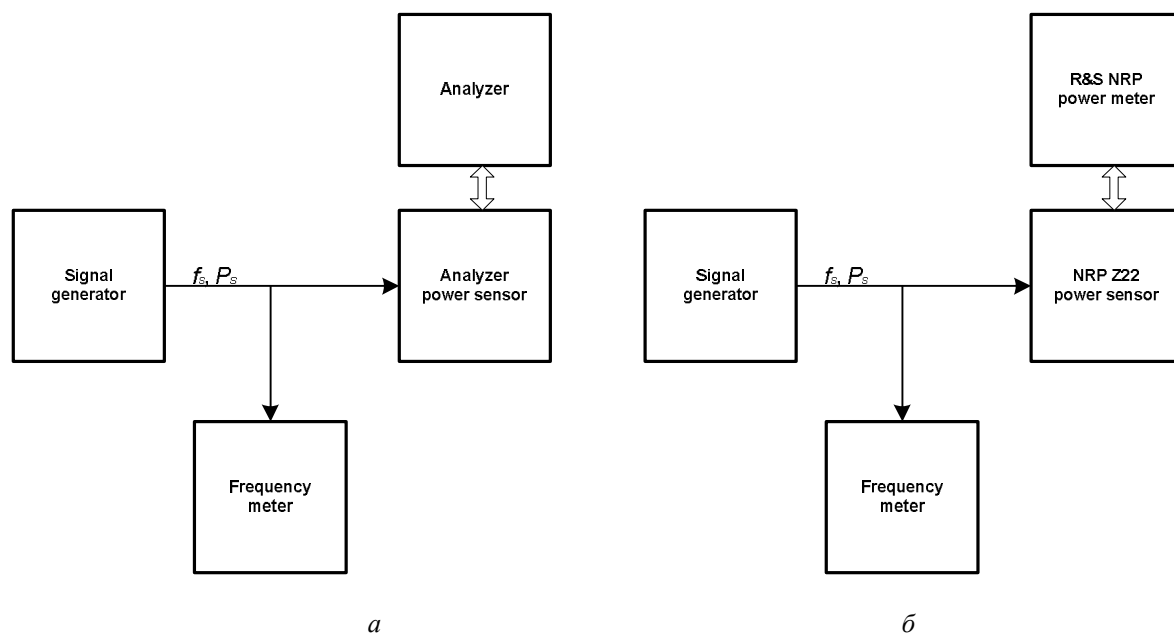 Analyzer
Signal
generator
fs, Ps
Analyzer
power sensor
Frequency
meter
а
R&S NRP
power meter
Signal
generator
fs, Ps
NRP Z22
power sensor
Frequency
meter
б